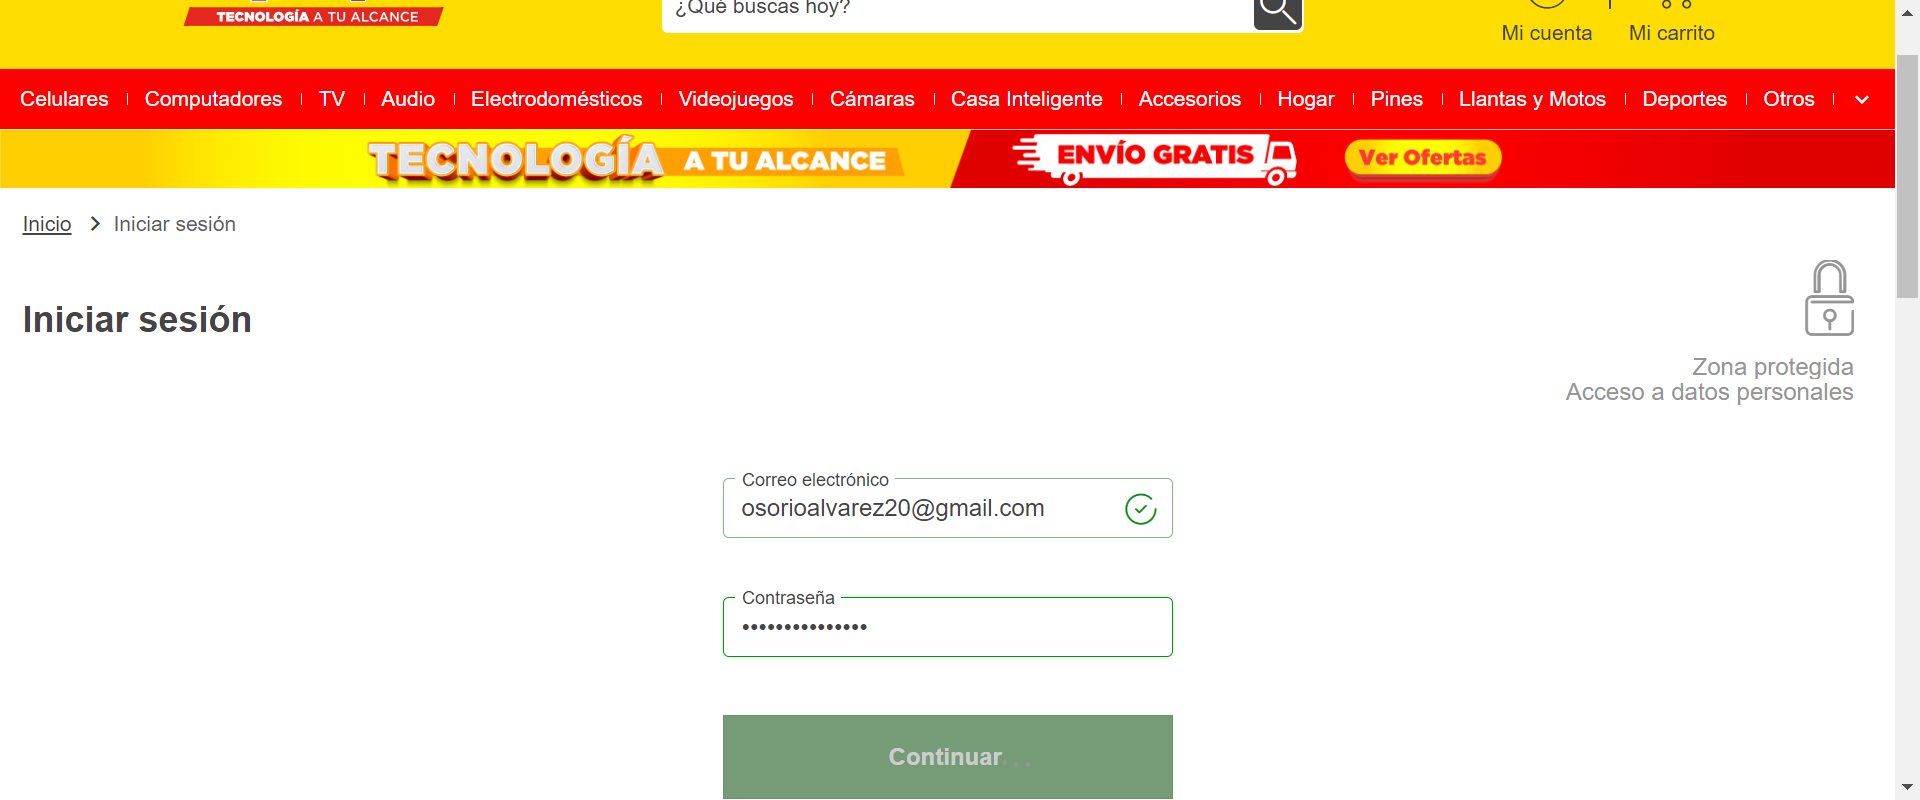 TECNOLOGÍA A TU ALCANCE
¿Qué buscas hoy?
Mi cuenta
Mi carrito
Celulares
Computadores
TV
Audio
Electrodomésticos
Videojuegos
Cámaras
Casa Inteligente
Accesorios
Hogar
Pines
Llantas y Motos
Deportes
Otros
TECNOLOGÍA A TU ALCANCE
ENVÍO GRATIS
Ver Ofertas
Inicio
Iniciar sesión
Iniciar sesión
Zona protegida
Acceso a datos personales
Correo electrónico
osorioalvarez20@gmail.com
Contraseña
•••••••••••••••
Continuar...